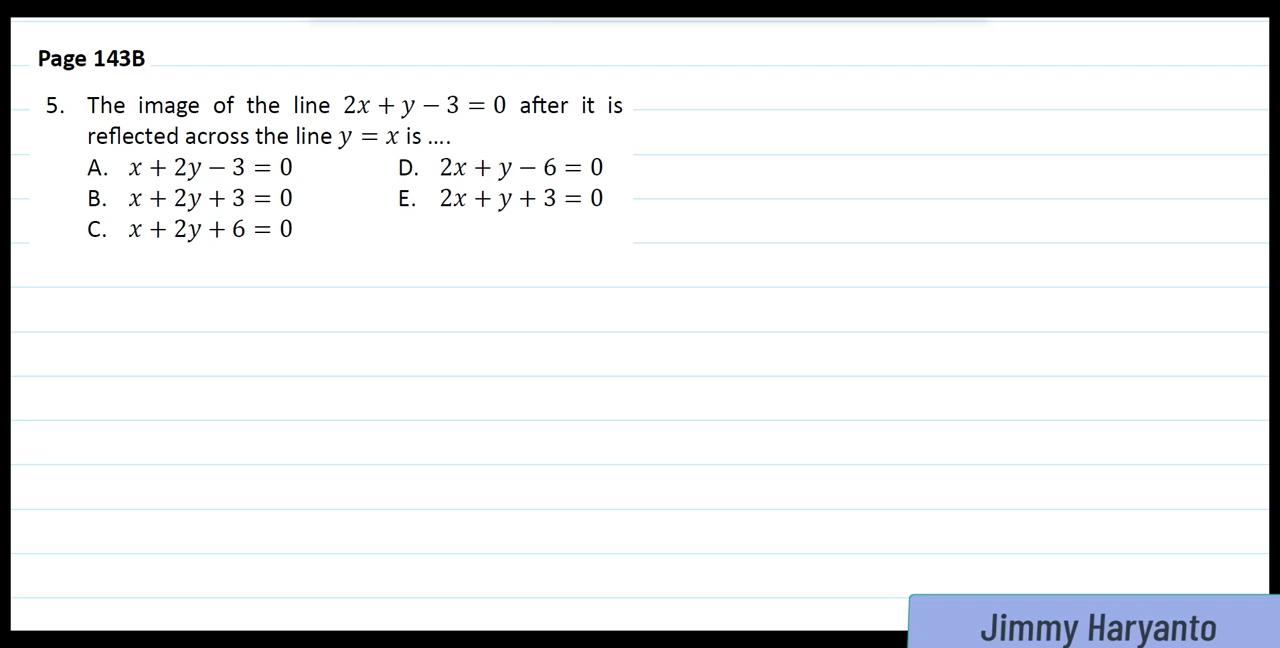 Page 143B
5. The image of the line 2x + y − 3 = 0 after it is
reflected across the line y = x is ....
A. x + 2y − 3 = 0 D. 2x + y − 6 = 0
B. x + 2y + 3 = 0 E. 2x + y + 3 = 0
C. x + 2y + 6 = 0
Jimmy Haryanto